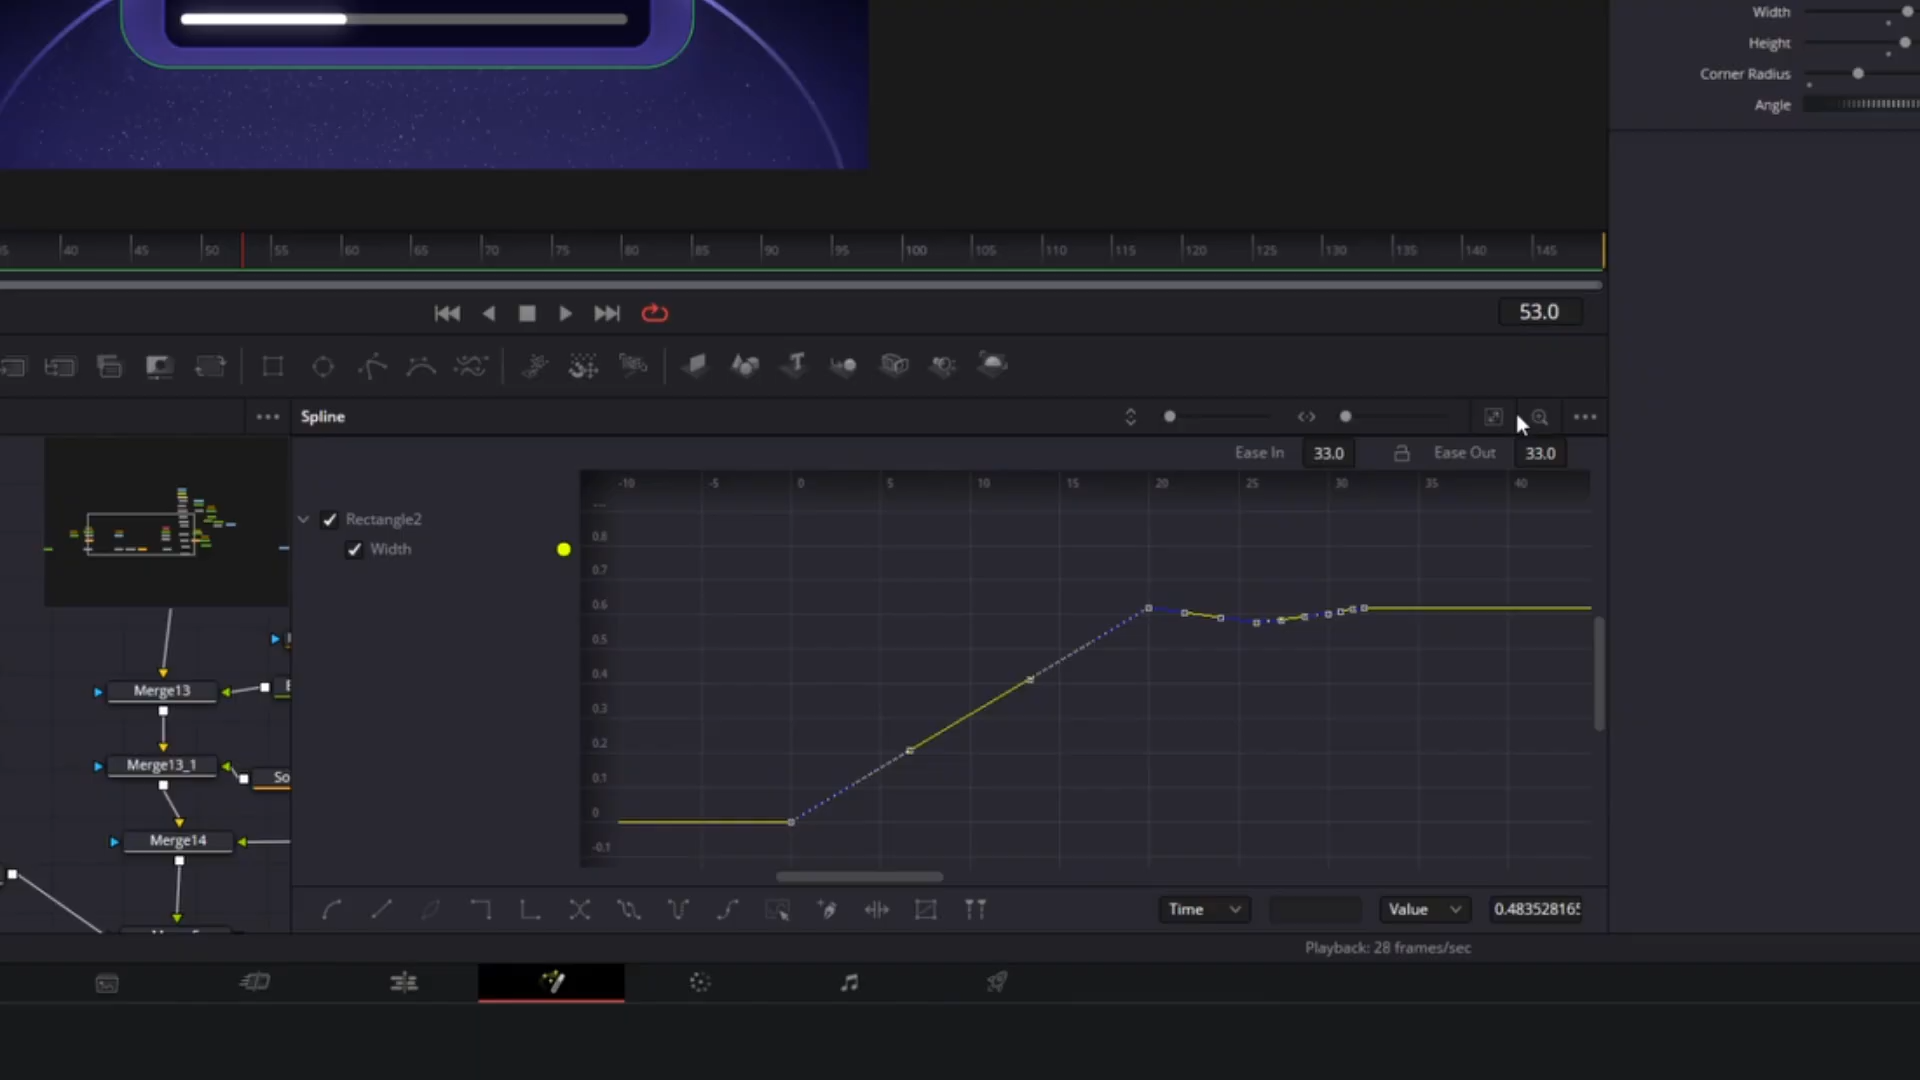 Width
Height
Corner Radius
Angle
40 45 50 55 60 65 70 75 80 85 90 95 100 105 110 115 120 125 130 135 140 145
53.0
Spline
Ease In 33.0 Ease Out 33.0
-10 -5 0 5 10 15 20 25 30 35 40
Rectangle2
Width
0.8
0.7
0.6
0.5
0.4
0.3
0.2
0.1
0
-0.1
Merge13
Merge13_1
So
Merge14
Time Value 0.483528165
Playback: 28 frames/sec